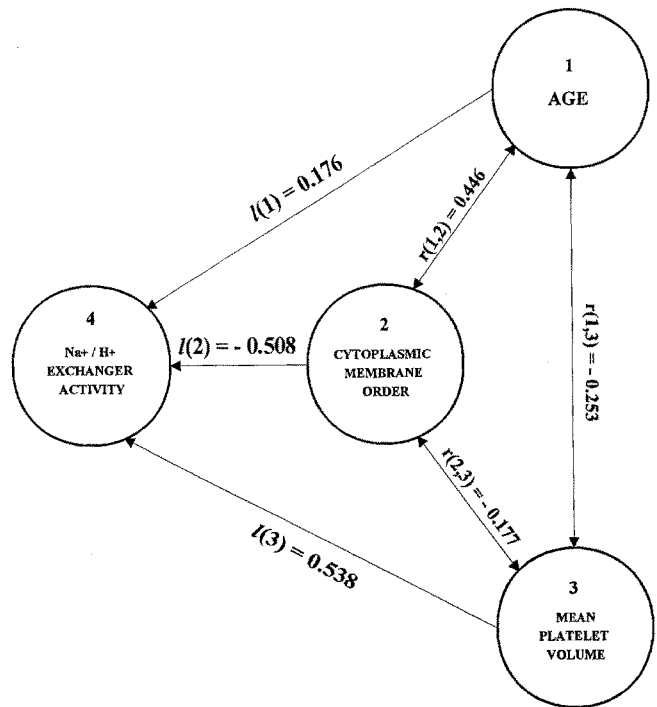 1
AGE
l(1) = 0.176
r(1,2) = 0.446
r(1,3) = - 0.253
4
Na+ / H+
EXCHANGER
ACTIVITY
l(2) = - 0.508
2
CYTOPLASMIC
MEMBRANE
ORDER
r(2,3) = - 0.177
l(3) = 0.538
3
MEAN
PLATELET
VOLUME